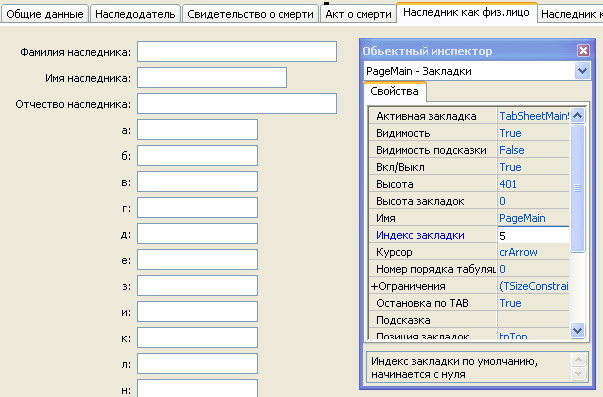 Общие данные Наследодатель Свидетельство о смерти Акт о смерти Наследник как физ.лицо Наследник к
Фамилия наследника:
Имя наследника:
Отчество наследника:
а:
б:
в:
г:
д:
е:
з:
и:
к:
л:
н:
Объектный инспектор
PageMain - Закладки
Свойства
Активная закладка TabSheetMain
Видимость True
Видимость подсказки False
Вкл/Выкл True
Высота 401
Высота закладок 0
Имя PageMain
Индекс закладки 5
Курсор crArrow
Номер порядка табуляц 0
+Ограничения (TSizeConstrai
Остановка по TAB True
Подсказка
Позиция закладок tpTop
Индекс закладки по умолчанию,
начинается с нуля